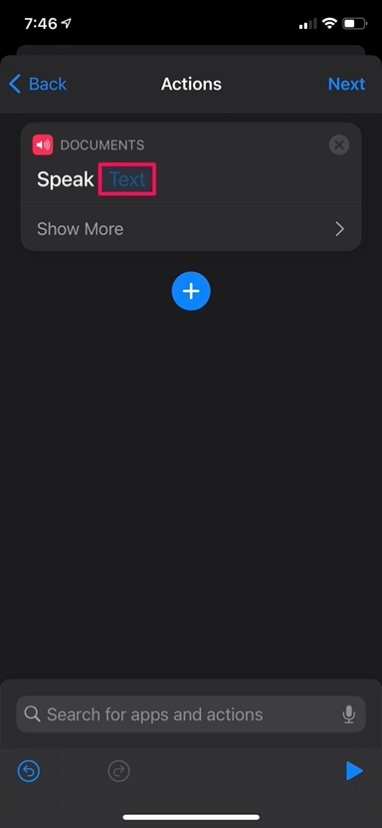 7:46
Back Actions Next
DOCUMENTS
Speak Text
Show More
Search for apps and actions